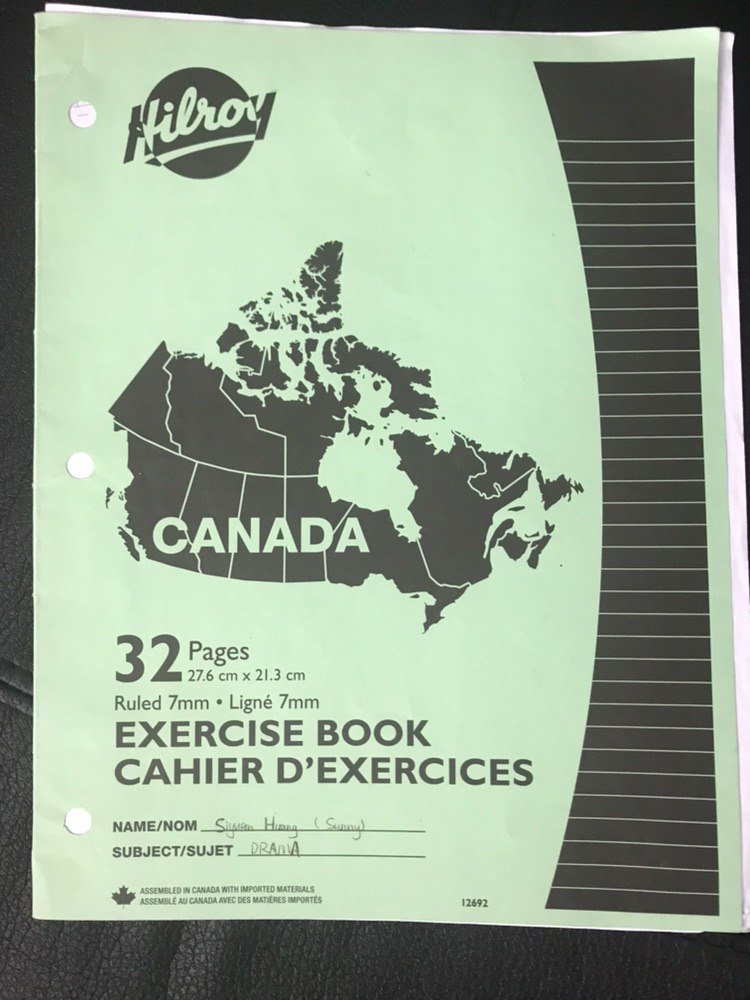 Hilroy
CANADA
32 Pages
27.6 cm x 21.3 cm
Ruled 7mm • Ligné 7mm
EXERCISE BOOK
CAHIER D'EXERCICES
NAME/NOM Siyuan Huang (Sunny)
SUBJECT/SUJET DRAMA
ASSEMBLED IN CANADA WITH IMPORTED MATERIALS
ASSEMBLÉ AU CANADA AVEC DES MATIÈRES IMPORTÉS
12692